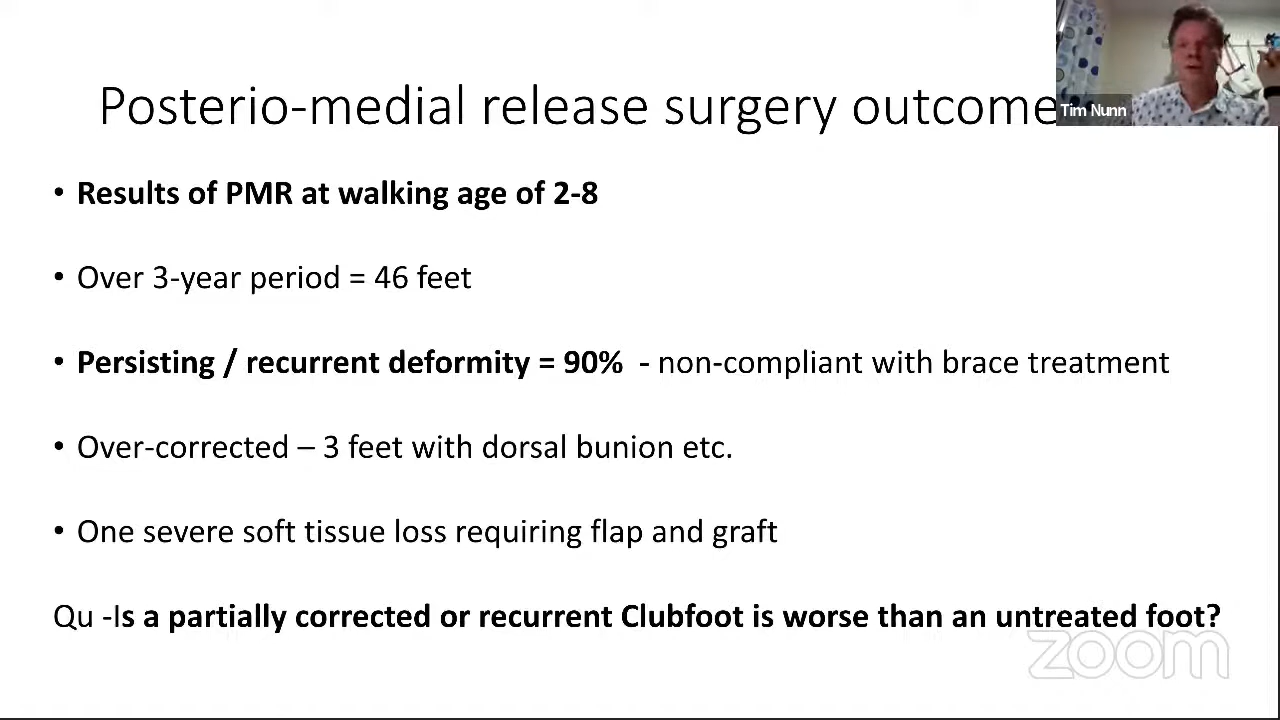 Posterio-medial release surgery outcome
Tim Nunn
• Results of PMR at walking age of 2-8
• Over 3-year period = 46 feet
• Persisting / recurrent deformity = 90% - non-compliant with brace treatment
• Over-corrected – 3 feet with dorsal bunion etc.
• One severe soft tissue loss requiring flap and graft
Qu -Is a partially corrected or recurrent Clubfoot is worse than an untreated foot?
zoom